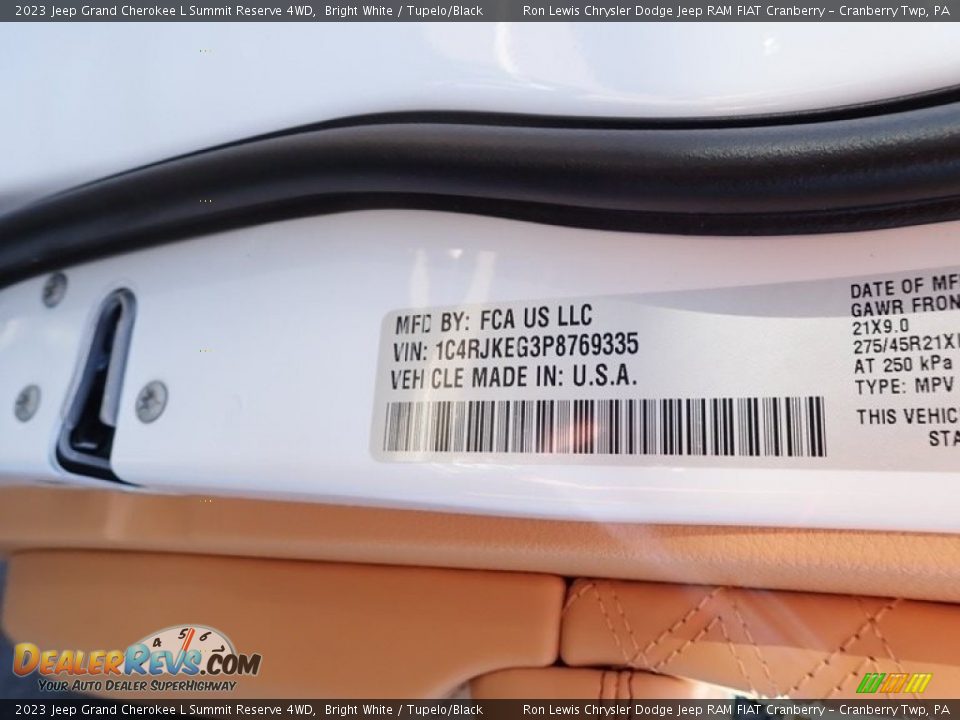 2023 Jeep Grand Cherokee L Summit Reserve 4WD, Bright White / Tupelo/Black Ron Lewis Chrysler Dodge Jeep RAM FIAT Cranberry – Cranberry Twp, PA
MFD BY: FCA US LLC
VIN: 1C4RJKEG3P8769335
VEHICLE MADE IN: U.S.A.
DATE OF MF
GAWR FRON
21X9.0
275/45R21X
AT 250 kPa
TYPE: MPV
THIS VEHIC
STA
4 5 6
DealerRevs.com
Your Auto Dealer SuperHighway
2023 Jeep Grand Cherokee L Summit Reserve 4WD, Bright White / Tupelo/Black Ron Lewis Chrysler Dodge Jeep RAM FIAT Cranberry – Cranberry Twp, PA